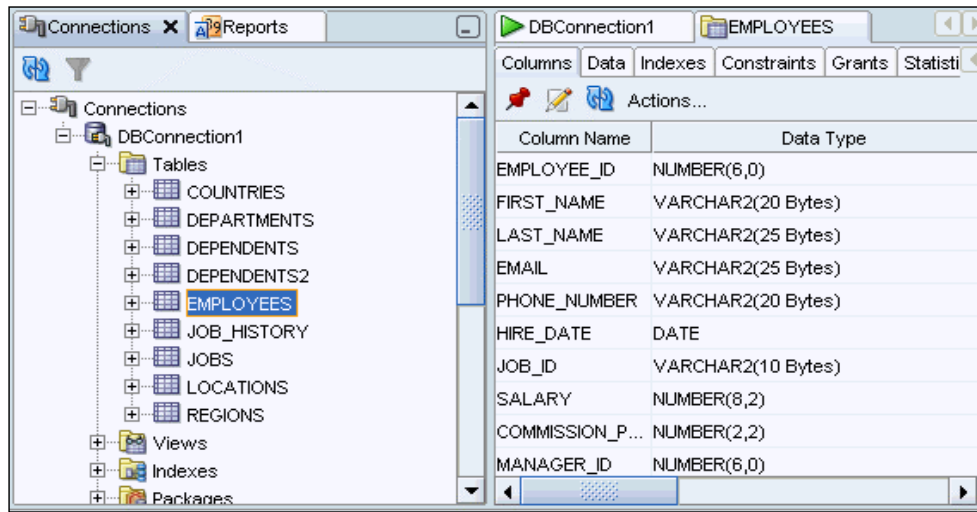 Connections
Reports
Connections
DBConnection1
Tables
COUNTRIES
DEPARTMENTS
DEPENDENTS
DEPENDENTS2
EMPLOYEES
JOB_HISTORY
JOBS
LOCATIONS
REGIONS
Views
Indexes
Packages
DBConnection1 EMPLOYEES
Columns Data Indexes Constraints Grants Statisti
Actions...
Column Name Data Type
EMPLOYEE_ID NUMBER(6,0)
FIRST_NAME VARCHAR2(20 Bytes)
LAST_NAME VARCHAR2(25 Bytes)
EMAIL VARCHAR2(25 Bytes)
PHONE_NUMBER VARCHAR2(20 Bytes)
HIRE_DATE DATE
JOB_ID VARCHAR2(10 Bytes)
SALARY NUMBER(8,2)
COMMISSION_P... NUMBER(2,2)
MANAGER_ID NUMBER(6,0)